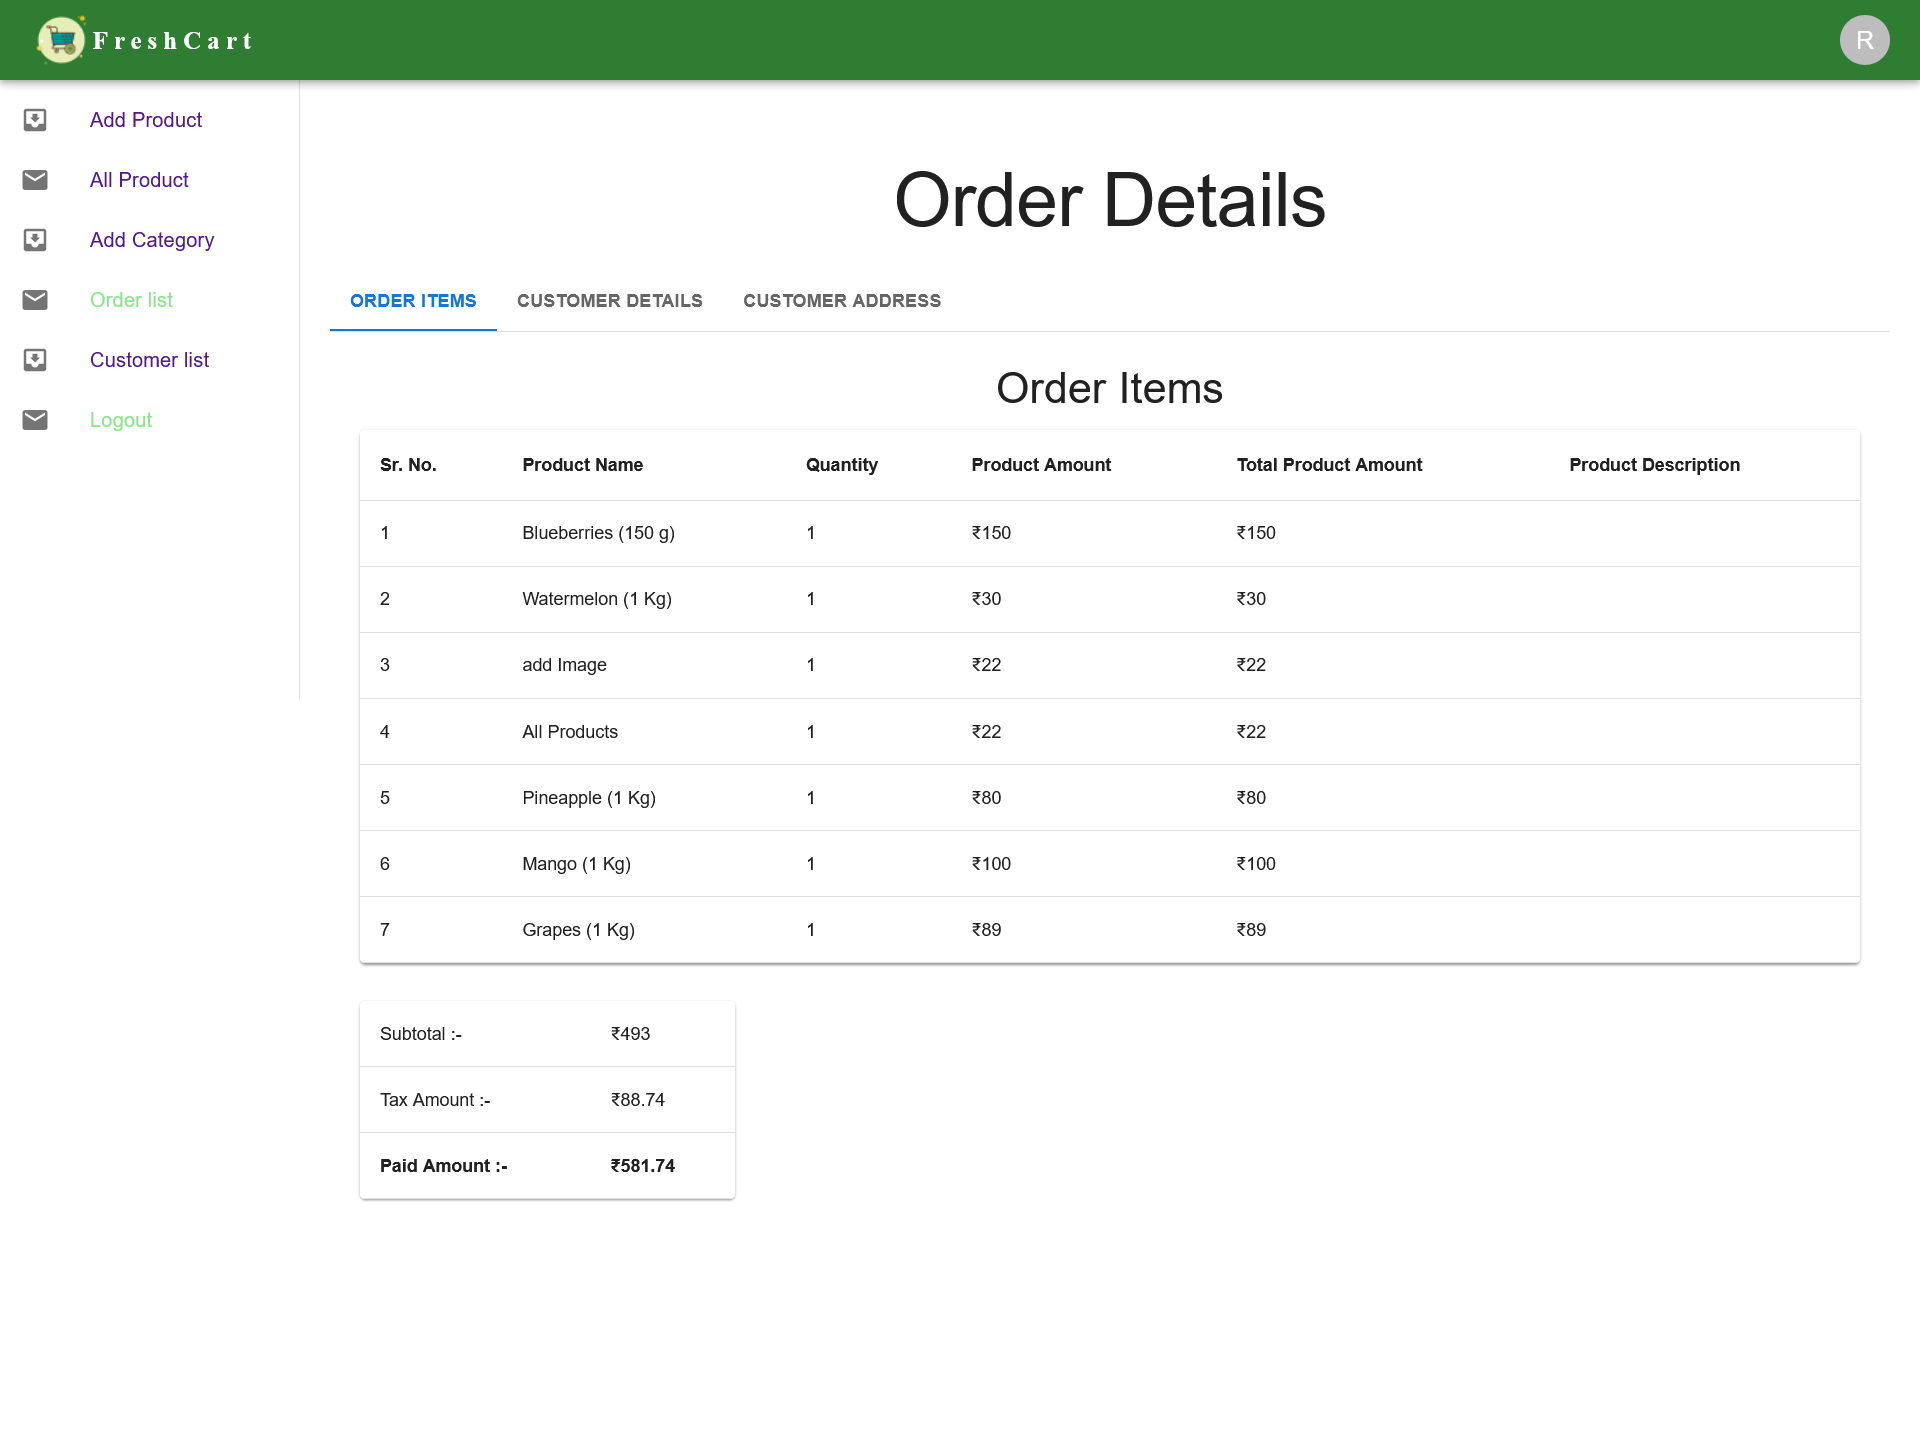 FreshCart
R
Add Product
All Product
Add Category
Order list
Customer list
Logout
Order Details
ORDER ITEMS CUSTOMER DETAILS CUSTOMER ADDRESS
Order Items
Sr. No. Product Name Quantity Product Amount Total Product Amount Product Description
1 Blueberries (150 g) 1 ₹150 ₹150
2 Watermelon (1 Kg) 1 ₹30 ₹30
3 add Image 1 ₹22 ₹22
4 All Products 1 ₹22 ₹22
5 Pineapple (1 Kg) 1 ₹80 ₹80
6 Mango (1 Kg) 1 ₹100 ₹100
7 Grapes (1 Kg) 1 ₹89 ₹89
Subtotal :- ₹493
Tax Amount :- ₹88.74
Paid Amount :- ₹581.74